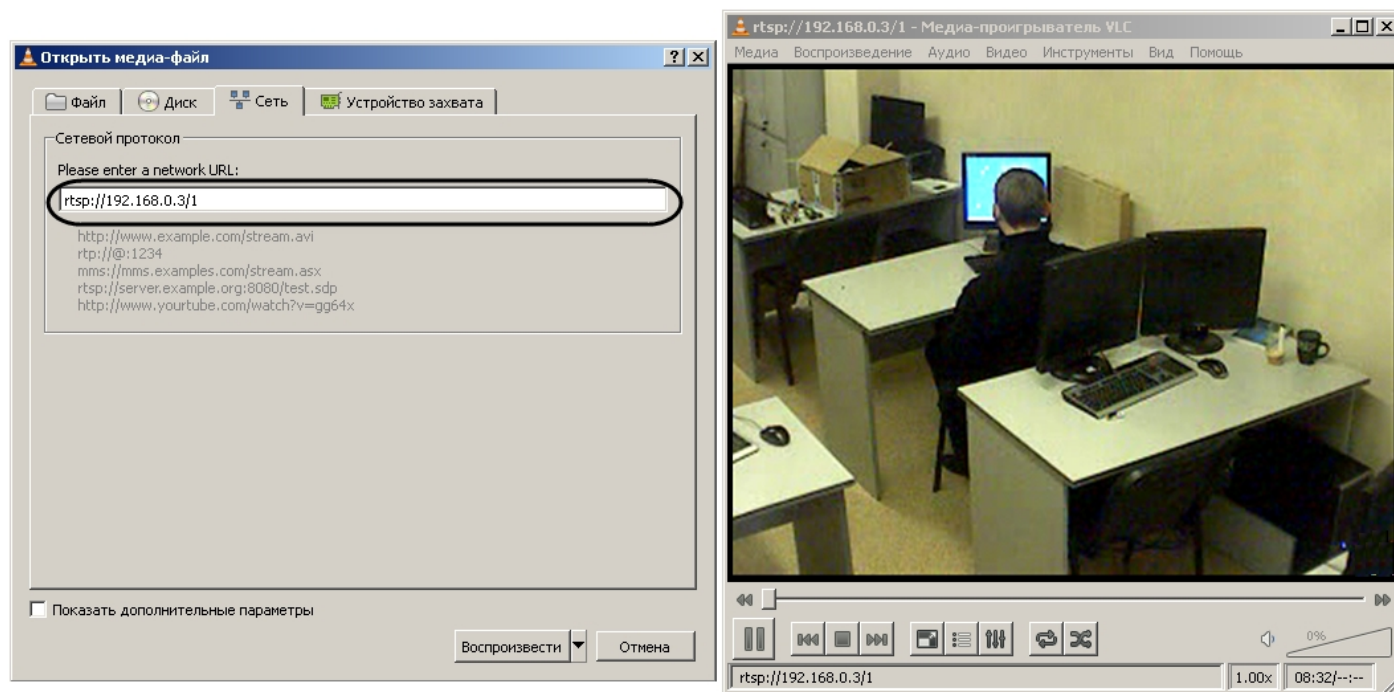 Открыть медиа-файл
Файл
Диск
Сеть
Устройство захвата
Сетевой протокол
Please enter a network URL:
rtsp://192.168.0.3/1
http://www.example.com/stream.avi
rtp://@:1234
mms://mms.examples.com/stream.asx
rtsp://server.example.org:8080/test.sdp
http://www.yourtube.com/watch?v=gg64x
Показать дополнительные параметры
Воспроизвести
Отмена
rtsp://192.168.0.3/1 - Медиа-проигрыватель VLC
Медиа Воспроизведение Аудио Видео Инструменты Вид Помощь
0%
rtsp://192.168.0.3/1
1.00x
08:32/--:--